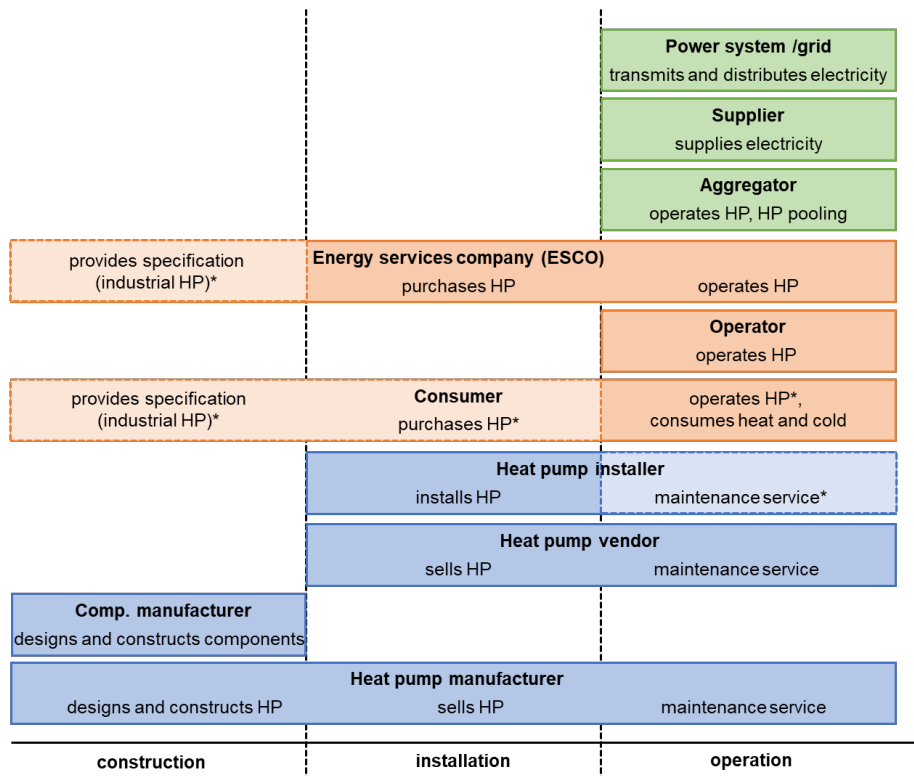 Power system /grid
transmits and distributes electricity
Supplier
supplies electricity
Aggregator
operates HP, HP pooling
provides specification
(industrial HP)*
Energy services company (ESCO)
purchases HP
operates HP
Operator
operates HP
provides specification
(industrial HP)*
Consumer
purchases HP*
operates HP*,
consumes heat and cold
Heat pump installer
installs HP
maintenance service*
Heat pump vendor
sells HP
maintenance service
Comp. manufacturer
designs and constructs components
Heat pump manufacturer
designs and constructs HP
sells HP
maintenance service
construction
installation
operation